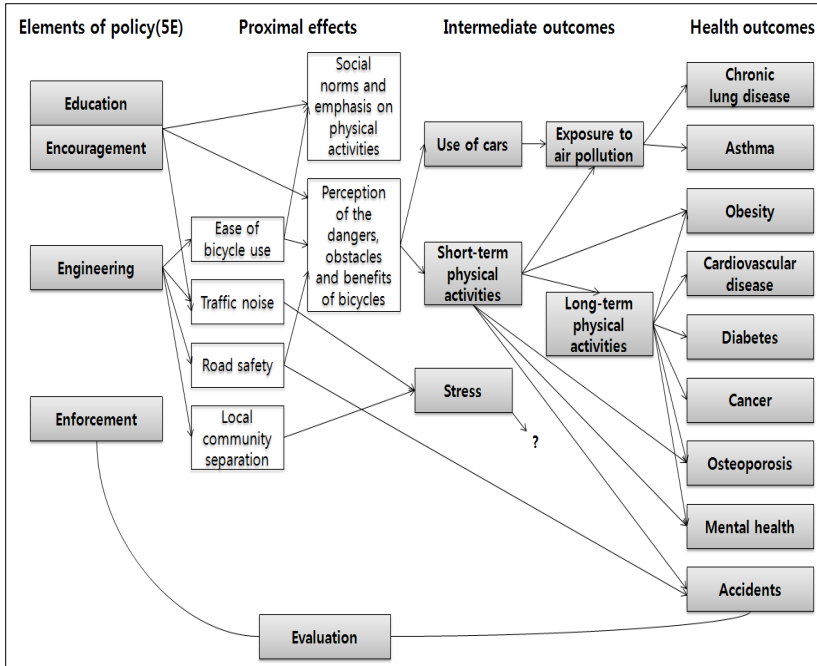 Elements of policy(5E)
Proximal effects
Intermediate outcomes
Health outcomes
Education
Encouragement
Engineering
Enforcement
Social
norms and
emphasis on
physical
activities
Ease of
bicycle use
Perception
of the
dangers,
obstacles
and benefits
of bicycles
Traffic noise
Road safety
Local
community
separation
Use of cars
Exposure to
air pollution
Short-term
physical
activities
Long-term
physical
activities
Stress
?
Chronic
lung disease
Asthma
Obesity
Cardiovascular
disease
Diabetes
Cancer
Osteoporosis
Mental health
Accidents
Evaluation